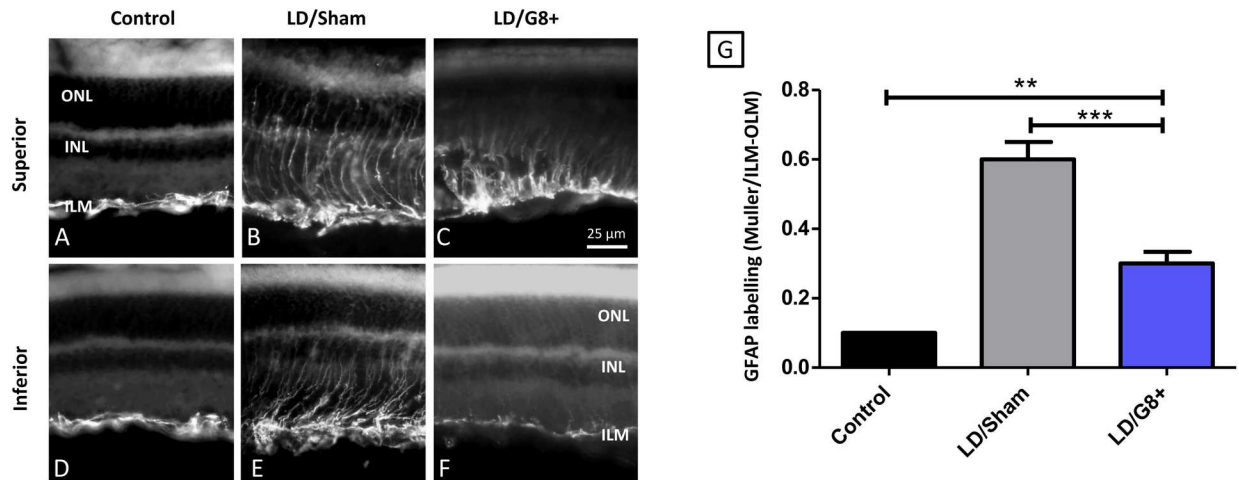 Control LD/Sham LD/G8+
Superior
ONL
INL
ILM
A B C
25 μm
Inferior
ONL
INL
ILM
D E F
G
GFAP labelling (Muller/ILM-OLM)
0.8
0.6
0.4
0.2
0.0
**
***
Control
LD/Sham
LD/G8+